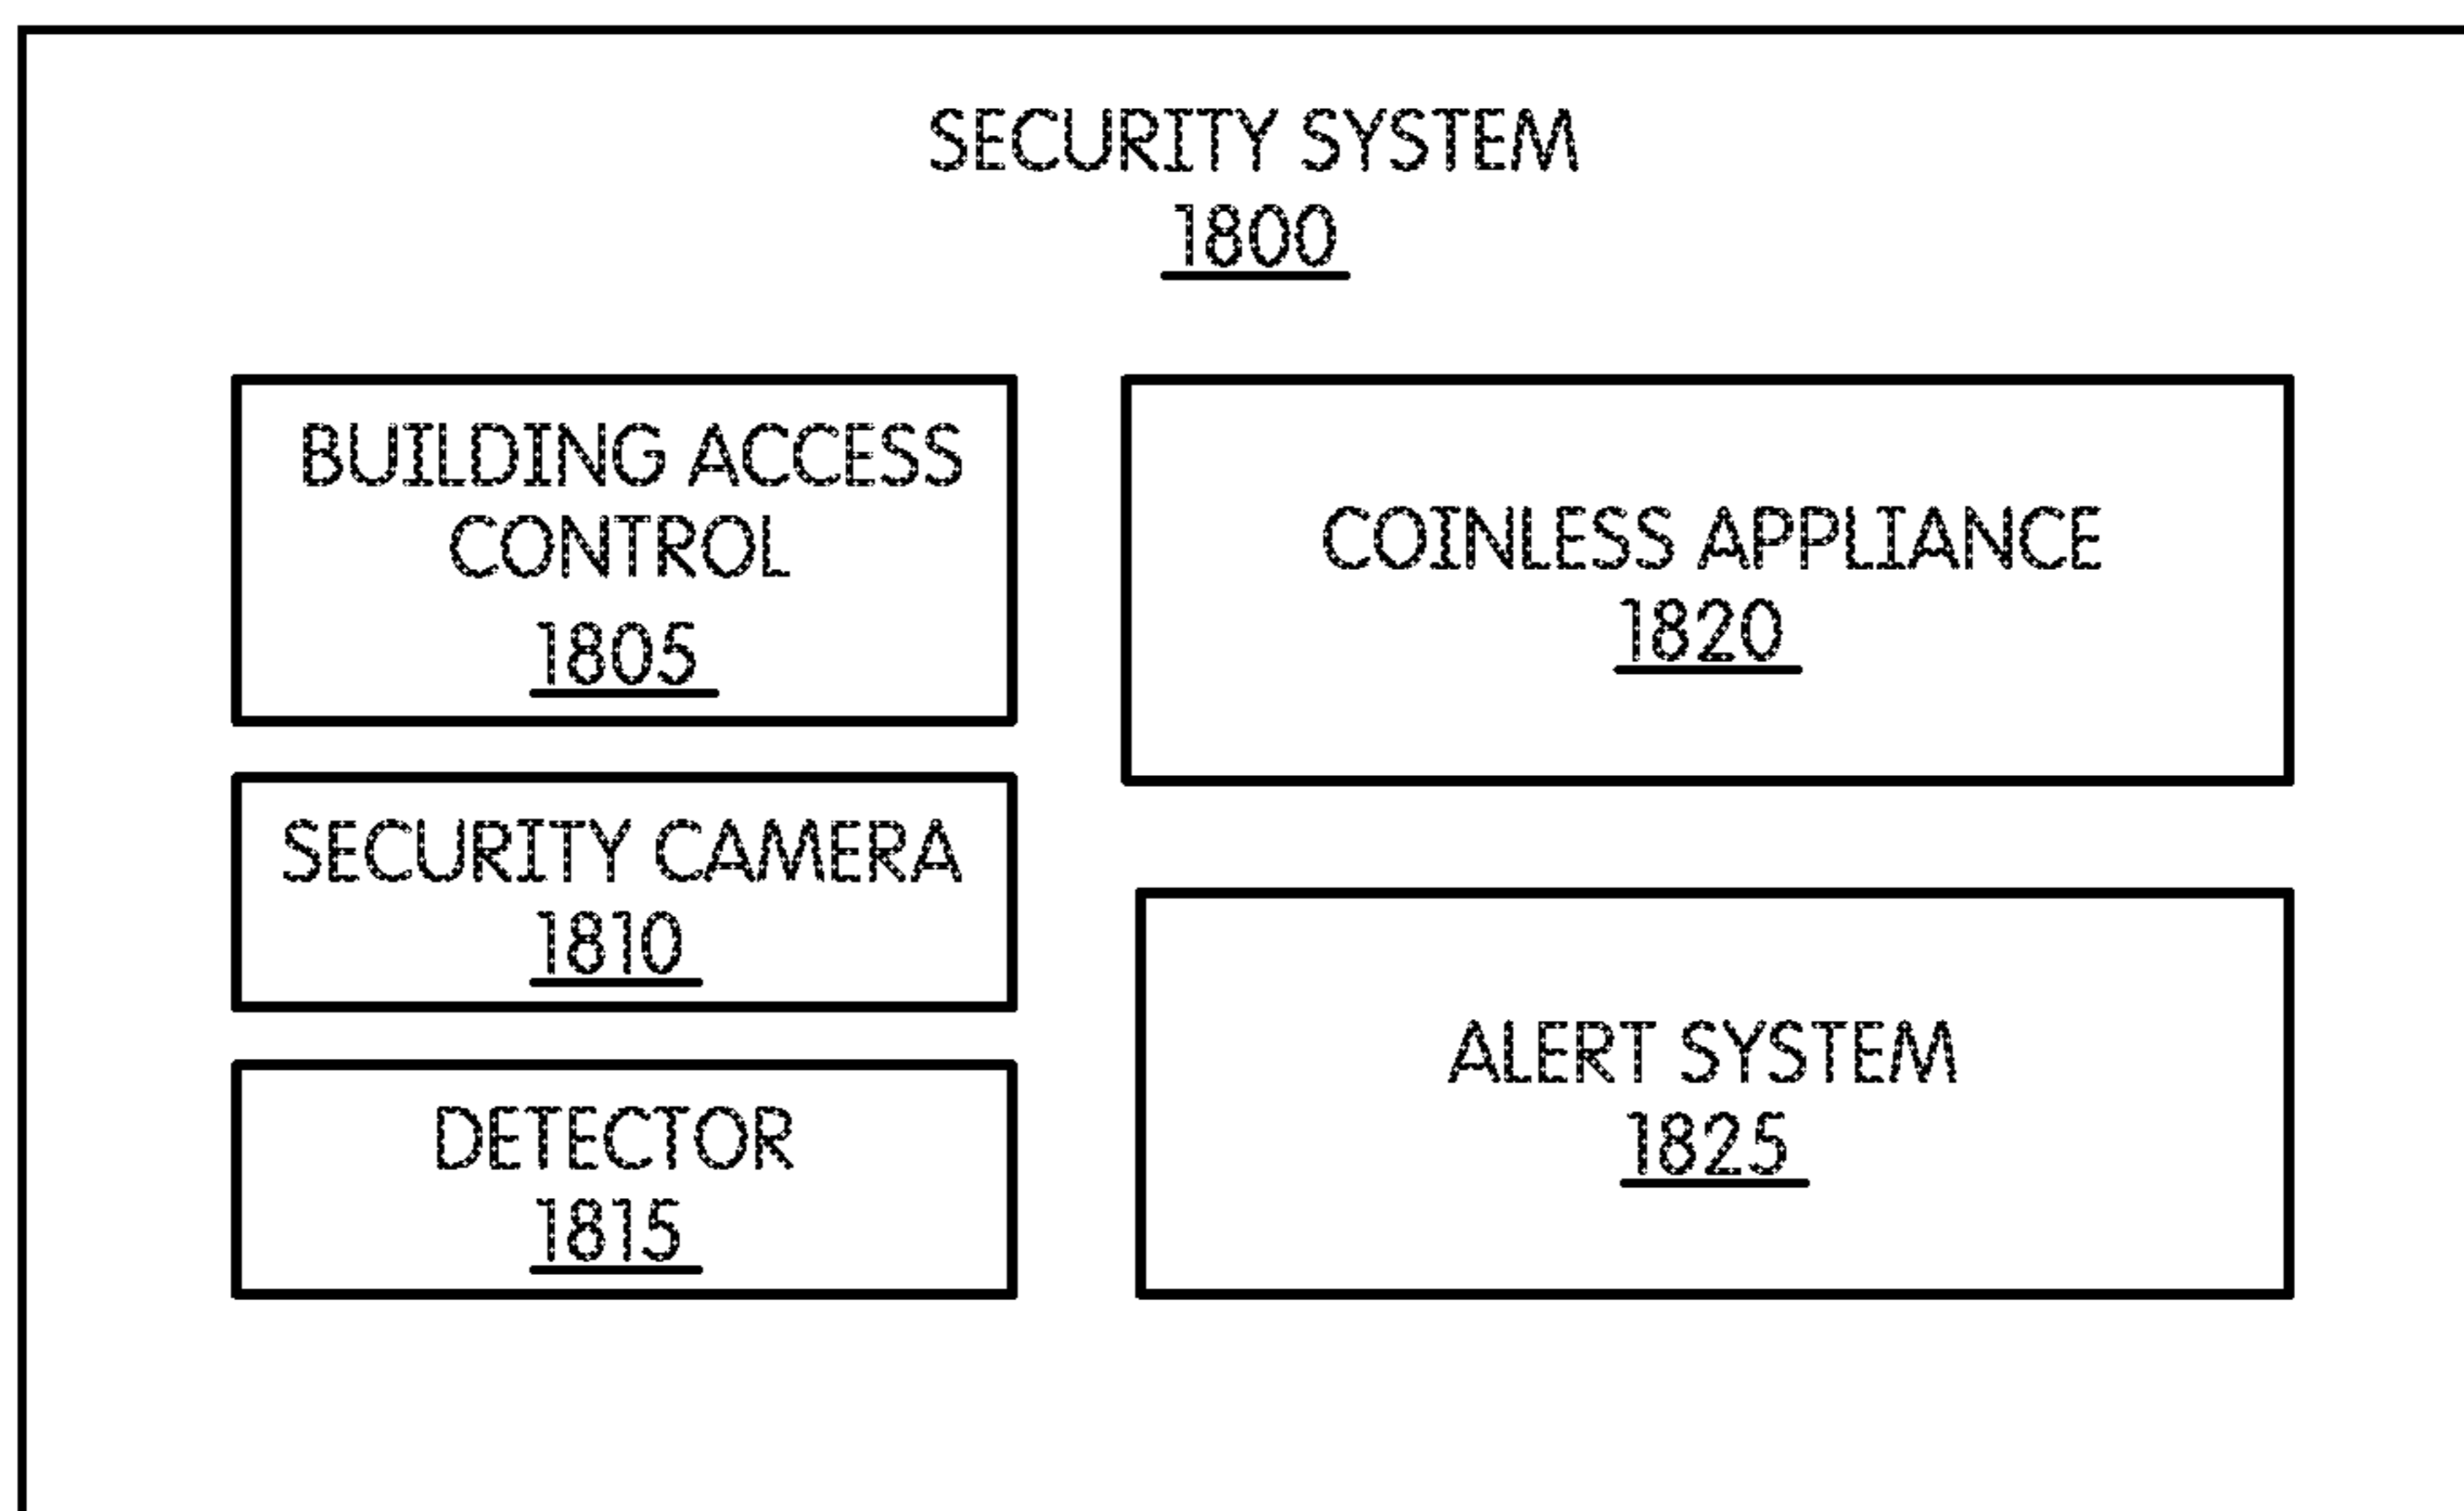 SECURITY SYSTEM
1800
BUILDING ACCESS
CONTROL
1805
SECURITY CAMERA
1810
DETECTOR
1815
COINLESS APPLIANCE
1820
ALERT SYSTEM
1825